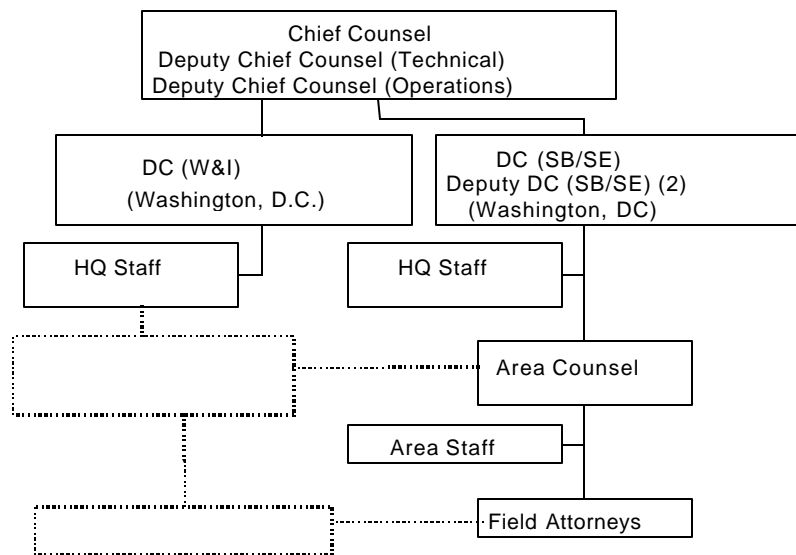 Chief Counsel
Deputy Chief Counsel (Technical)
Deputy Chief Counsel (Operations)
DC (W&I)
(Washington, D.C.)
DC (SB/SE)
Deputy DC (SB/SE) (2)
(Washington, DC)
HQ Staff
HQ Staff
Area Counsel
Area Staff
Field Attorneys